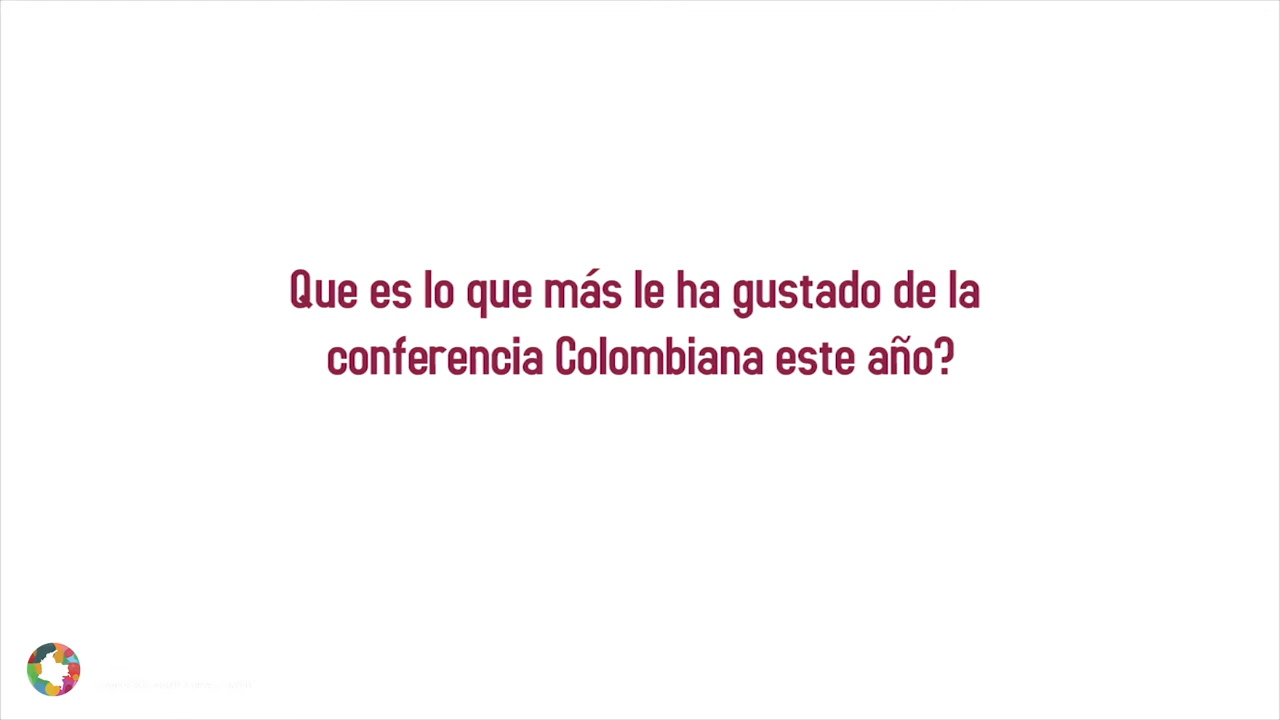 Que es lo que más le ha gustado de la
conferencia Colombiana este año?